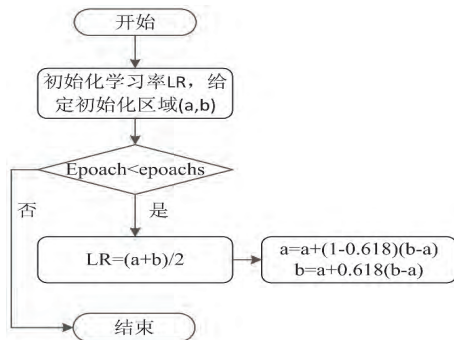 开始
初始化学习率LR，给
定初始化区域(a,b)
Epoach<epoachs
否
是
LR=(a+b)/2
a=a+(1-0.618)(b-a)
b=a+0.618(b-a)
结束